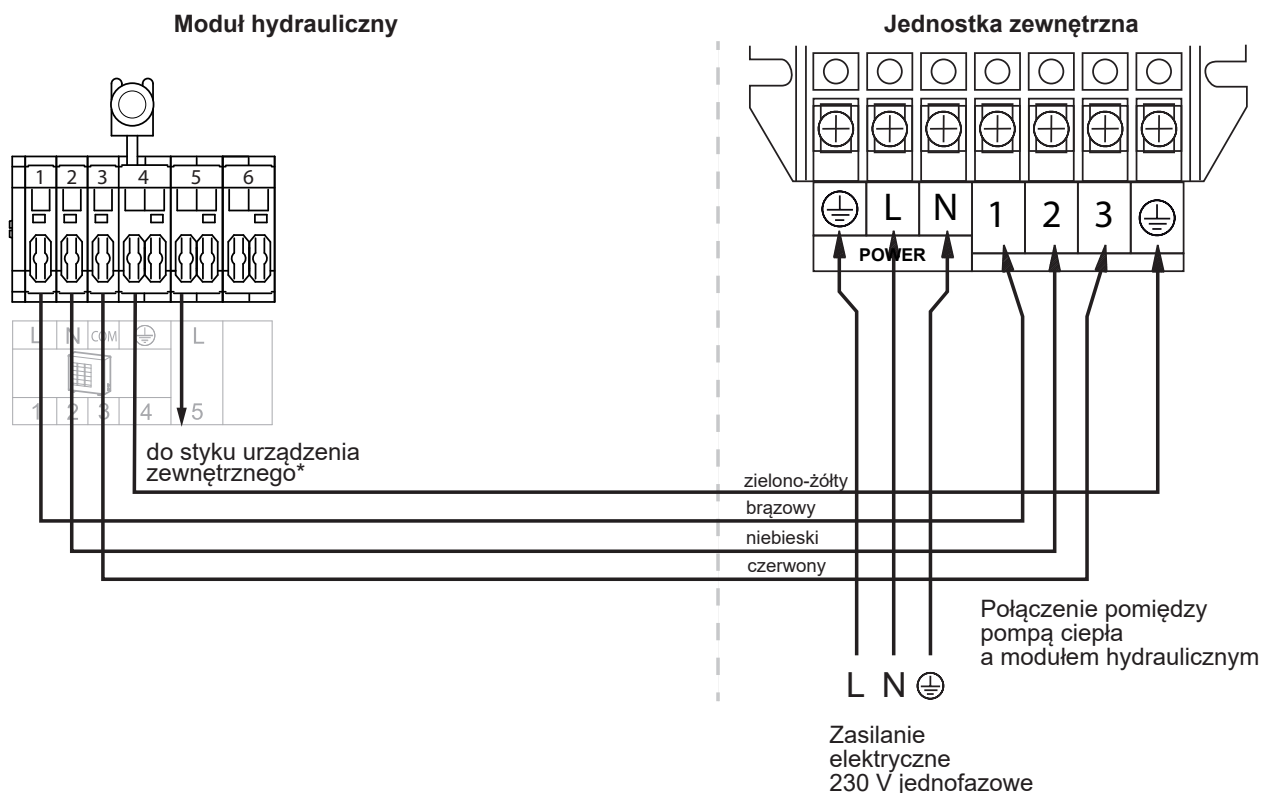 Moduł hydrauliczny
Jednostka zewnętrzna
1 2 3 4 5 6
L N COM L
1 2 3 4 5
L N 1 2 3
POWER
do styku urządzenia
zewnętrznego*
zielono-żółty
brązowy
niebieski
czerwony
Połączenie pomiędzy
pompą ciepła
a modułem hydraulicznym
L N
Zasilanie
elektryczne
230 V jednofazowe